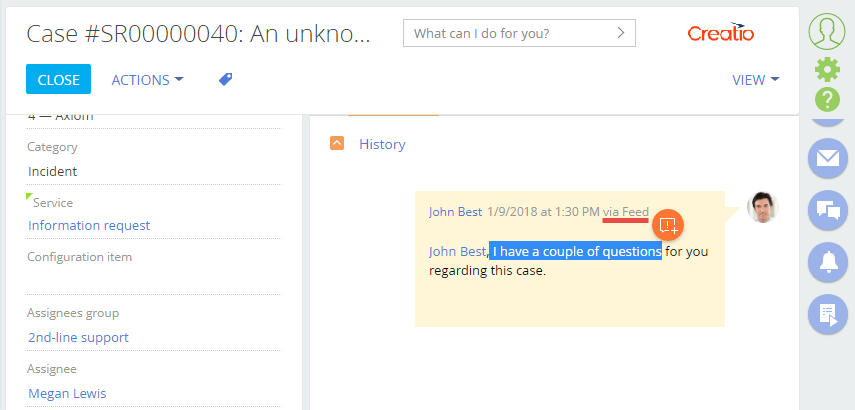 Case #SR00000040: An unkno...
What can I do for you?
Creatio
CLOSE
ACTIONS
VIEW
4 — Axiom
Category
Incident
Service
Information request
Configuration item
Assignees group
2nd-line support
Assignee
Megan Lewis
History
John Best 1/9/2018 at 1:30 PM via Feed
John Best, I have a couple of questions for you
regarding this case.